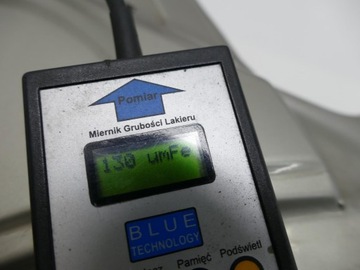 Pomiar
Miernik Grubości Lakieru
130 umFe
BLUE
TECHNOLOGY
Pamięć Podświetl